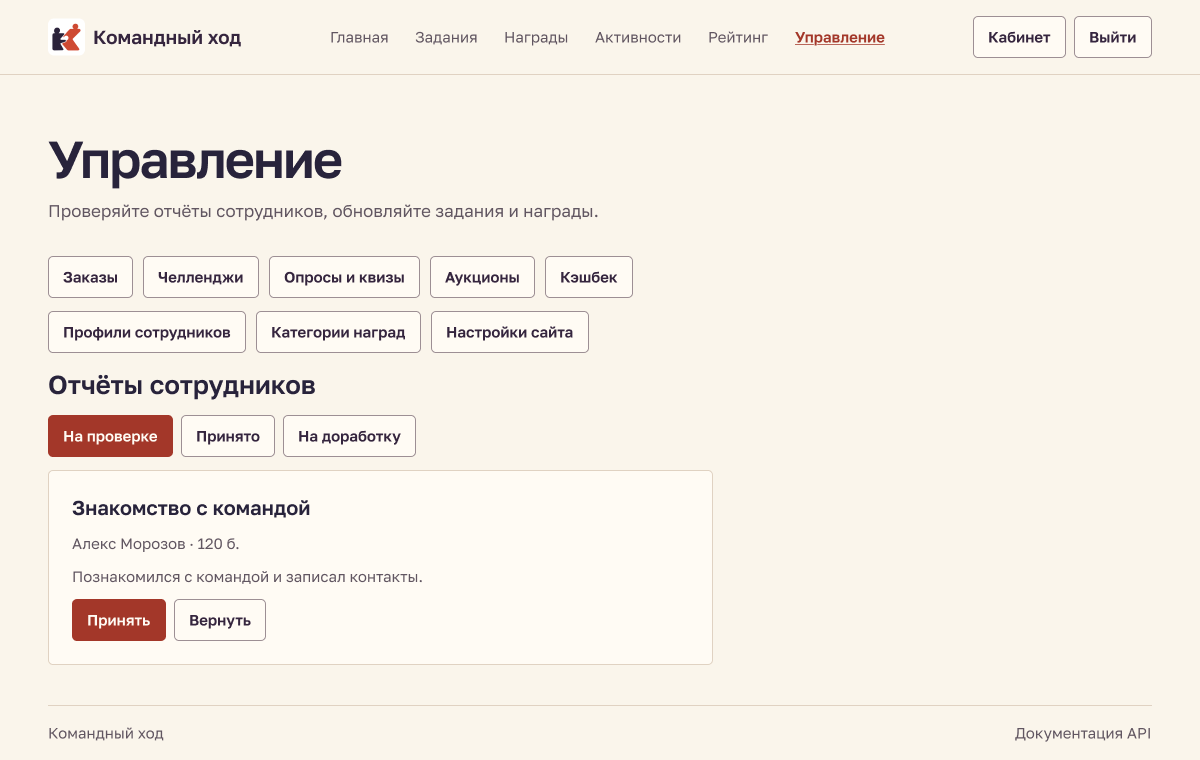 Командный ход
Главная Задания Награды Активности Рейтинг Управление
Кабинет Выйти
Управление
Проверяйте отчёты сотрудников, обновляйте задания и награды.
Заказы Челленджи Опросы и квизы Аукционы Кэшбек
Профили сотрудников Категории наград Настройки сайта
Отчёты сотрудников
На проверке Принято На доработку
Знакомство с командой
Алекс Морозов · 120 б.
Познакомился с командой и записал контакты.
Принять Вернуть
Командный ход
Документация API